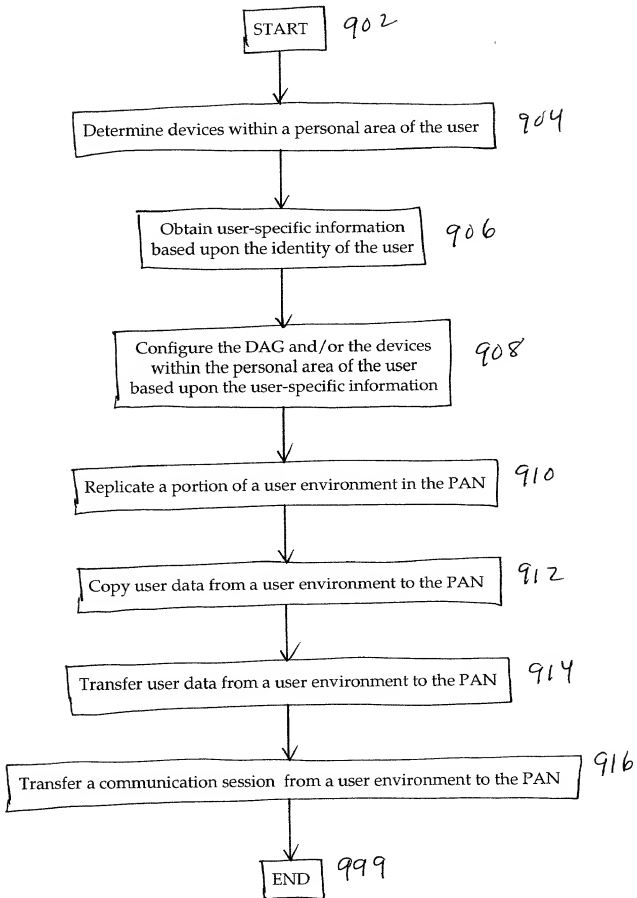 START 902
Determine devices within a personal area of the user 904
Obtain user-specific information
based upon the identity of the user 906
Configure the DAG and/or the devices
within the personal area of the user 908
based upon the user-specific information
Replicate a portion of a user environment in the PAN 910
Copy user data from a user environment to the PAN 912
Transfer user data from a user environment to the PAN 914
Transfer a communication session from a user environment to the PAN 916
END 999